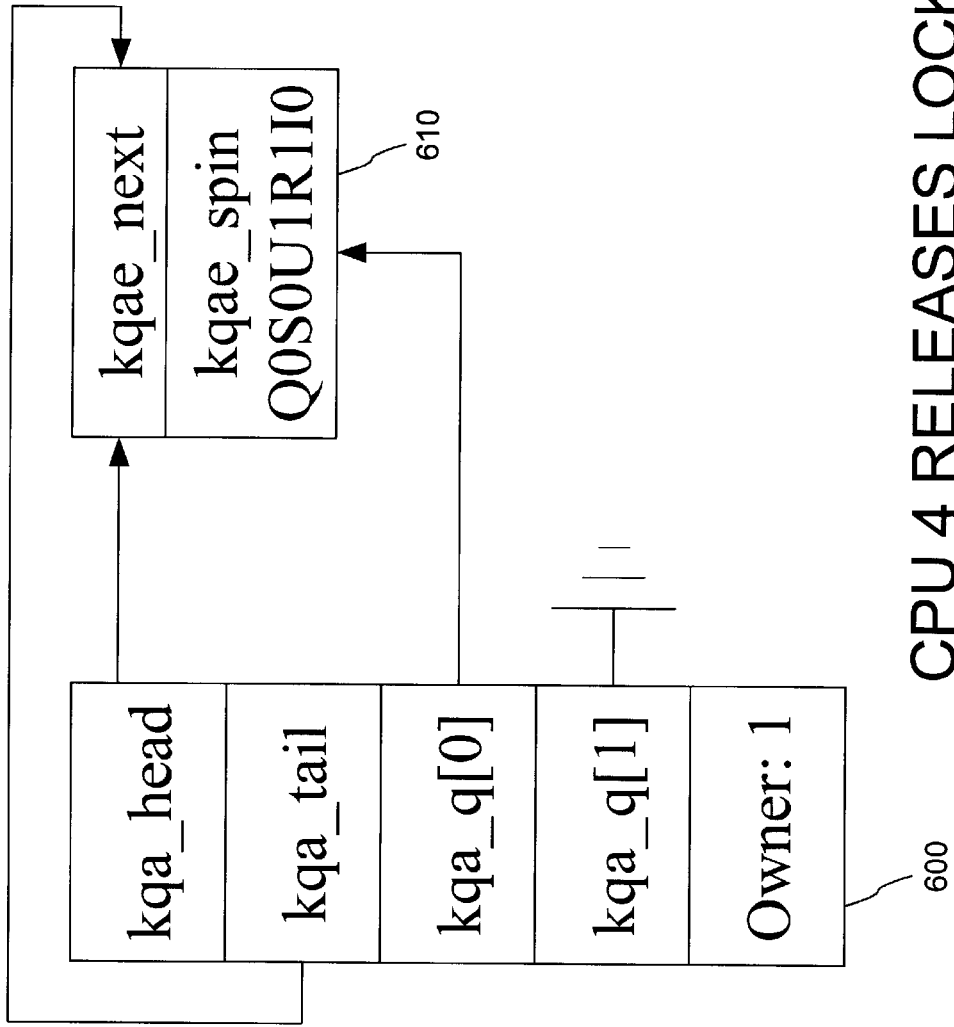 kqa_head
kqa_tail
kqa_q[0]
kqa_q[1]
Owner: 1
600
kqae_next
kqae_spin
Q0S0U1R1I0
610
CPU 4 RELEASES LOCK